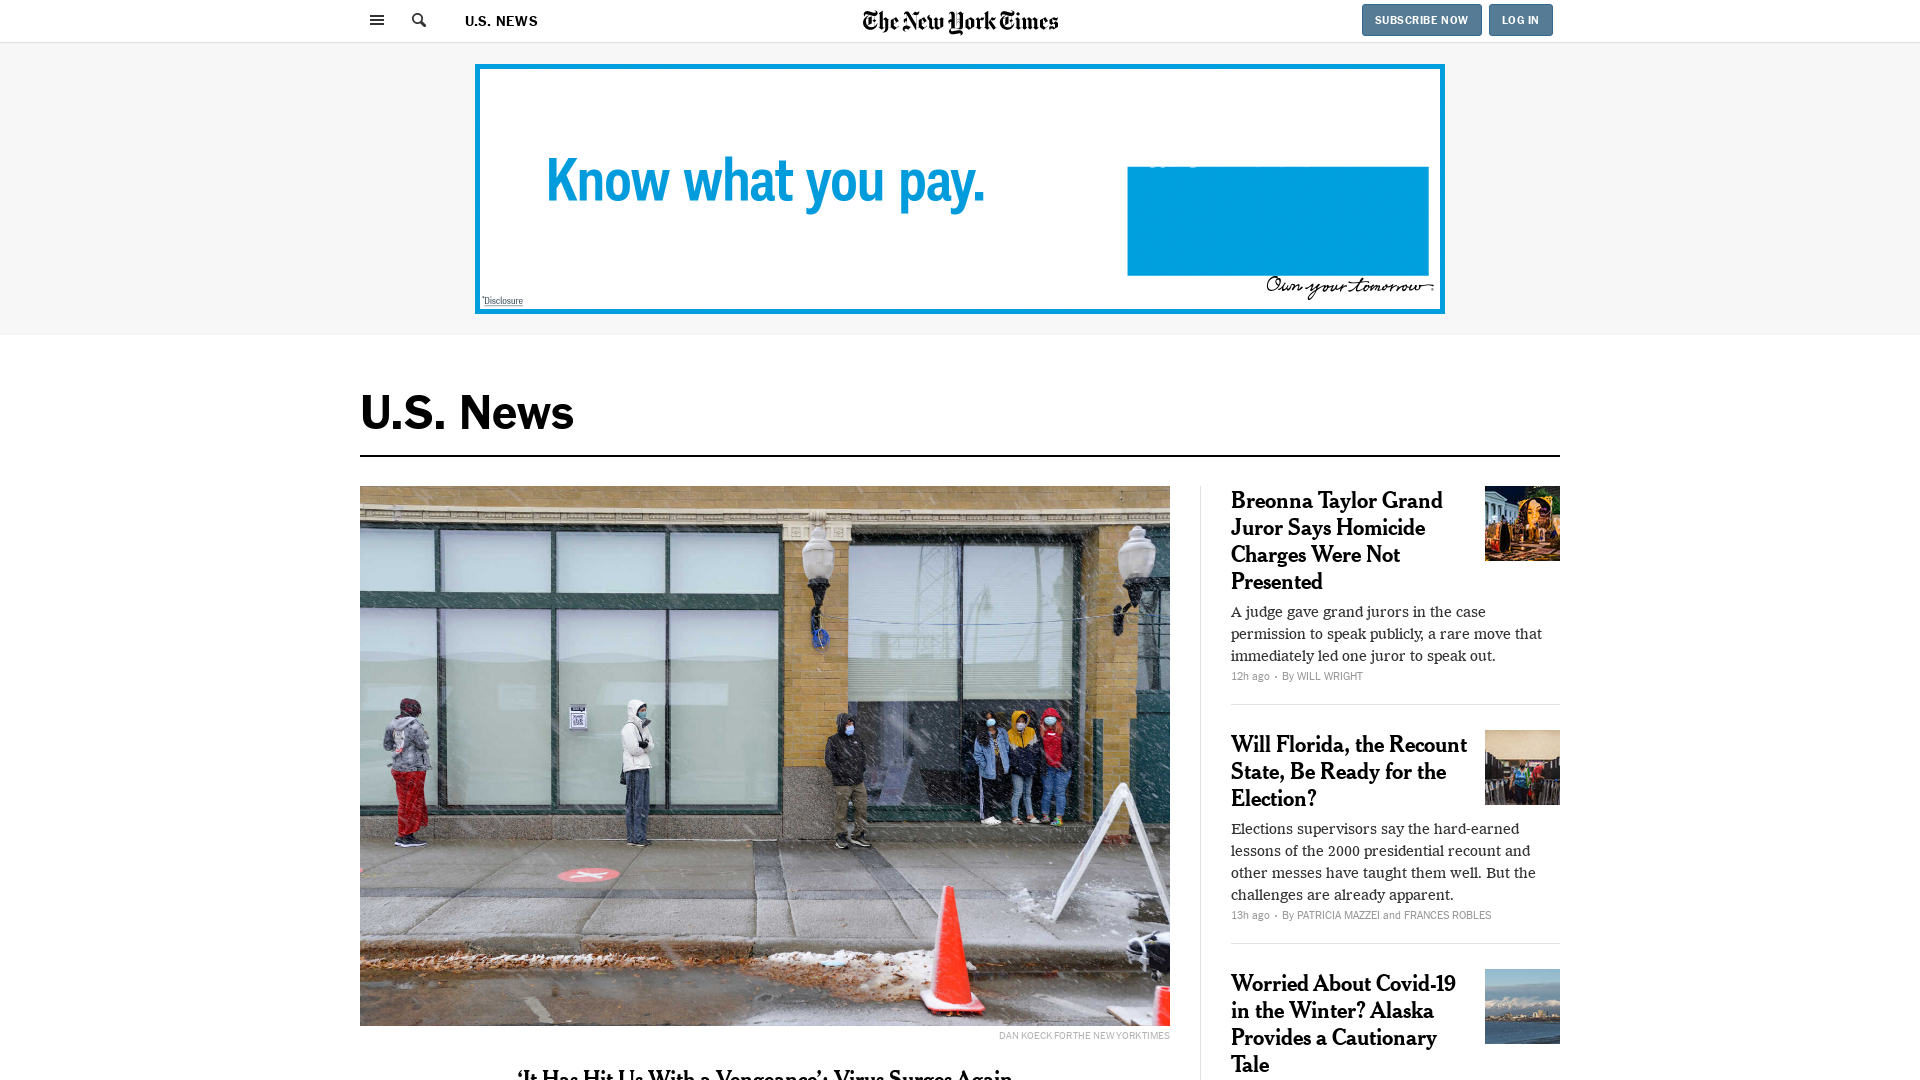 U.S. NEWS
The New York Times
SUBSCRIBE NOW
LOG IN
Know what you pay.
Own your tomorrow.
*Disclosure
U.S. News
DAN KOECK FOR THE NEW YORK TIMES
‘It Has Hit Us With a Vengeance’: Virus Surges Again
Breonna Taylor Grand
Juror Says Homicide
Charges Were Not
Presented
A judge gave grand jurors in the case
permission to speak publicly, a rare move that
immediately led one juror to speak out.
12h ago · By WILL WRIGHT
Will Florida, the Recount
State, Be Ready for the
Election?
Elections supervisors say the hard-earned
lessons of the 2000 presidential recount and
other messes have taught them well. But the
challenges are already apparent.
13h ago · By PATRICIA MAZZEI and FRANCES ROBLES
Worried About Covid-19
in the Winter? Alaska
Provides a Cautionary
Tale